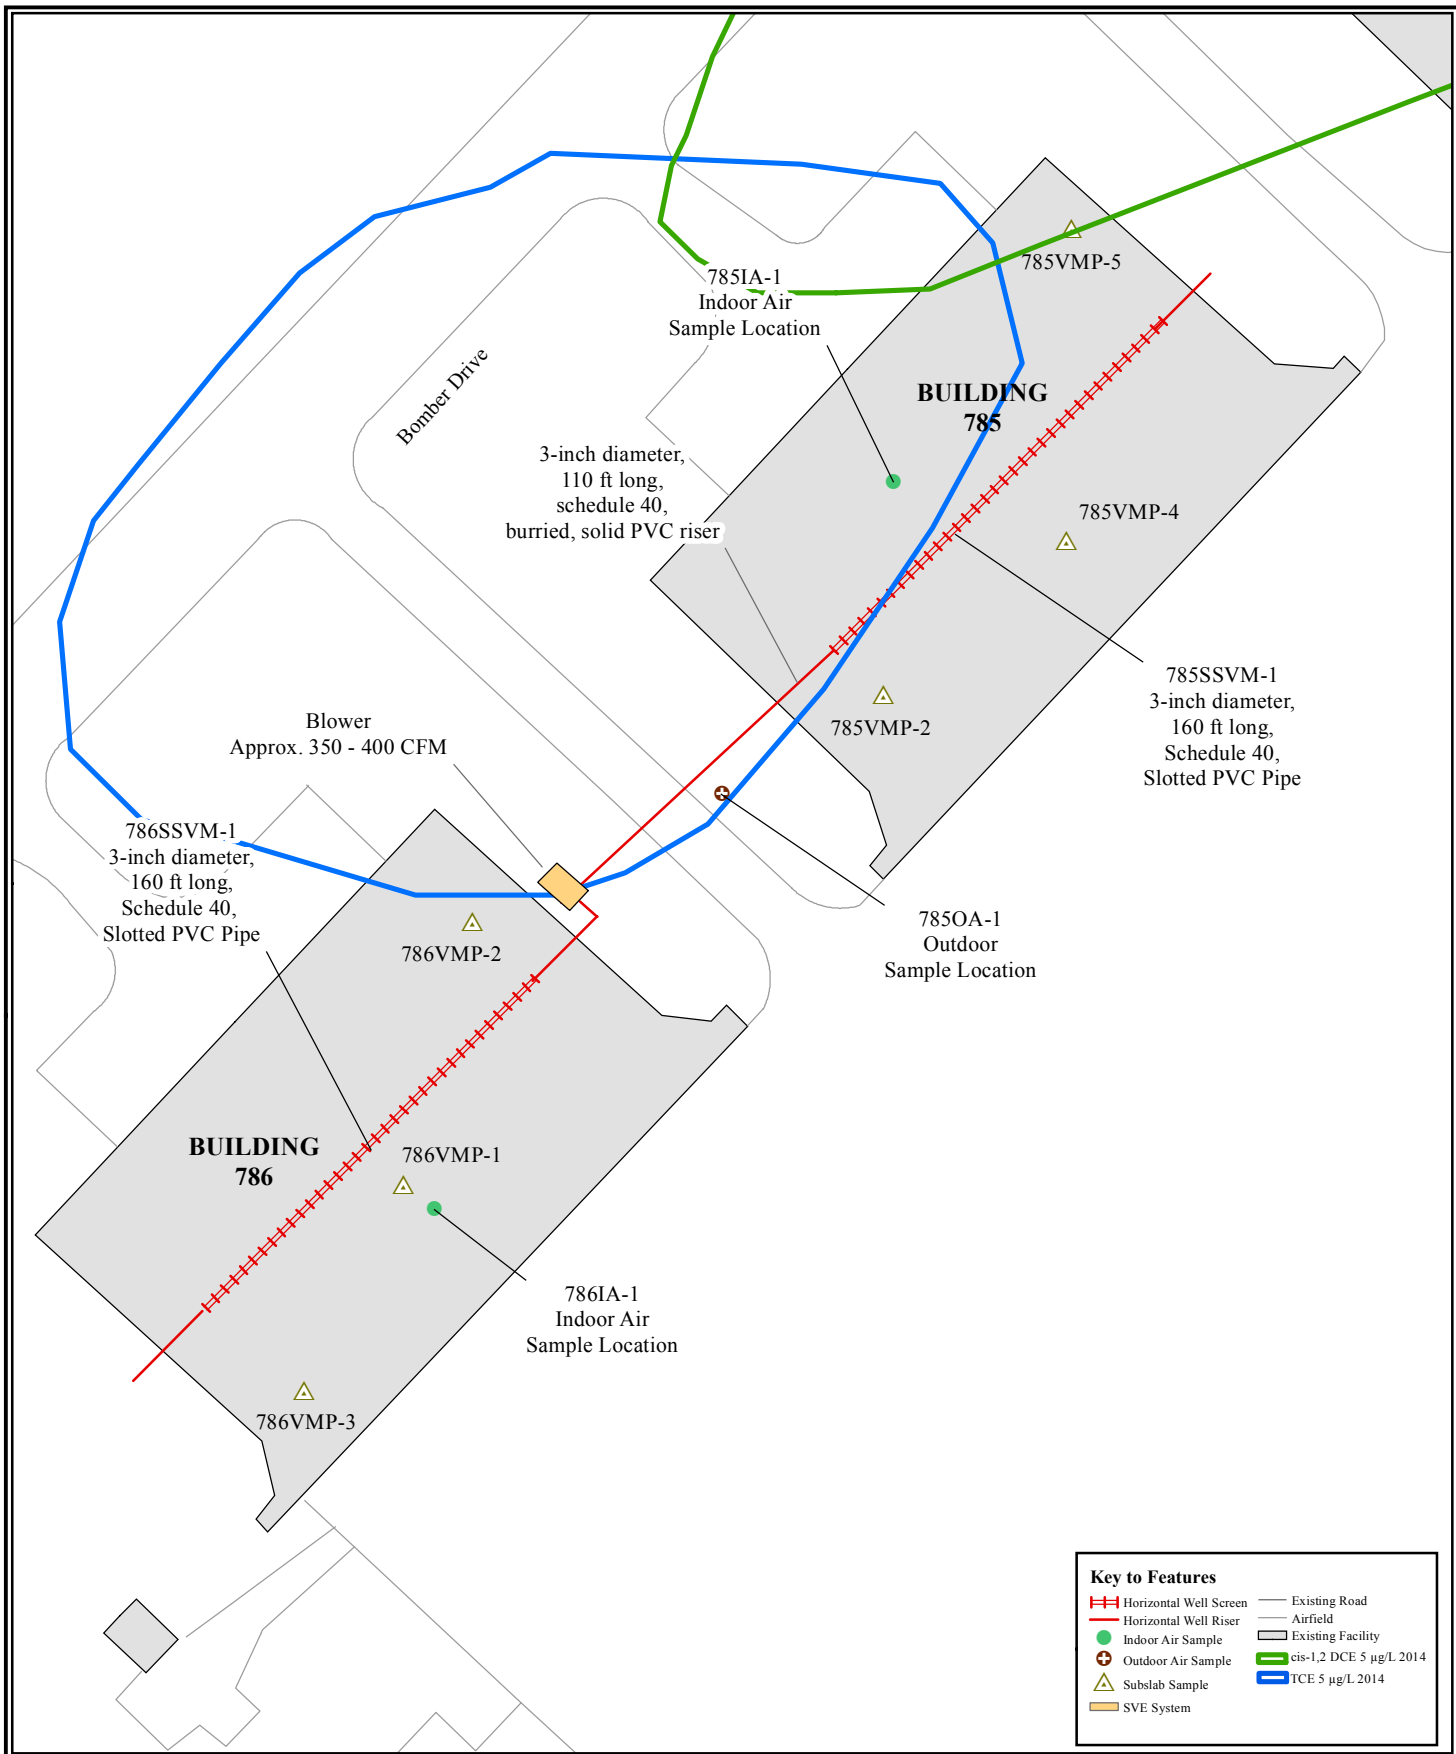 785VMP-5
785IA-1
Indoor Air
Sample Location
Bomber Drive
BUILDING
785
3-inch diameter,
110 ft long,
schedule 40,
burried, solid PVC riser
785VMP-4
785SSVM-1
3-inch diameter,
160 ft long,
Schedule 40,
Slotted PVC Pipe
785VMP-2
Blower
Approx. 350 - 400 CFM
786SSVM-1
3-inch diameter,
160 ft long,
Schedule 40,
Slotted PVC Pipe
786VMP-2
785OA-1
Outdoor
Sample Location
BUILDING
786
786VMP-1
786IA-1
Indoor Air
Sample Location
786VMP-3
Key to Features
Horizontal Well Screen
Horizontal Well Riser
Indoor Air Sample
Outdoor Air Sample
Subslab Sample
SVE System
Existing Road
Airfield
Existing Facility
cis-1,2 DCE 5 µg/L 2014
TCE 5 µg/L 2014